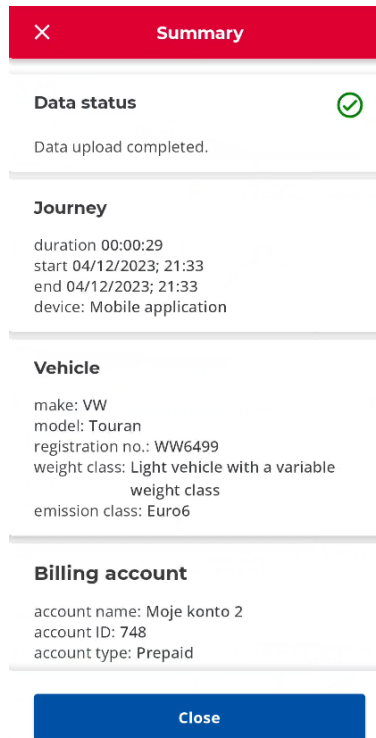 Summary
Data status
Data upload completed.
Journey
duration 00:00:29
start 04/12/2023; 21:33
end 04/12/2023; 21:33
device: Mobile application
Vehicle
make: VW
model: Touran
registration no.: WW6499
weight class: Light vehicle with a variable
weight class
emission class: Euro6
Billing account
account name: Moje konto 2
account ID: 748
account type: Prepaid
Close